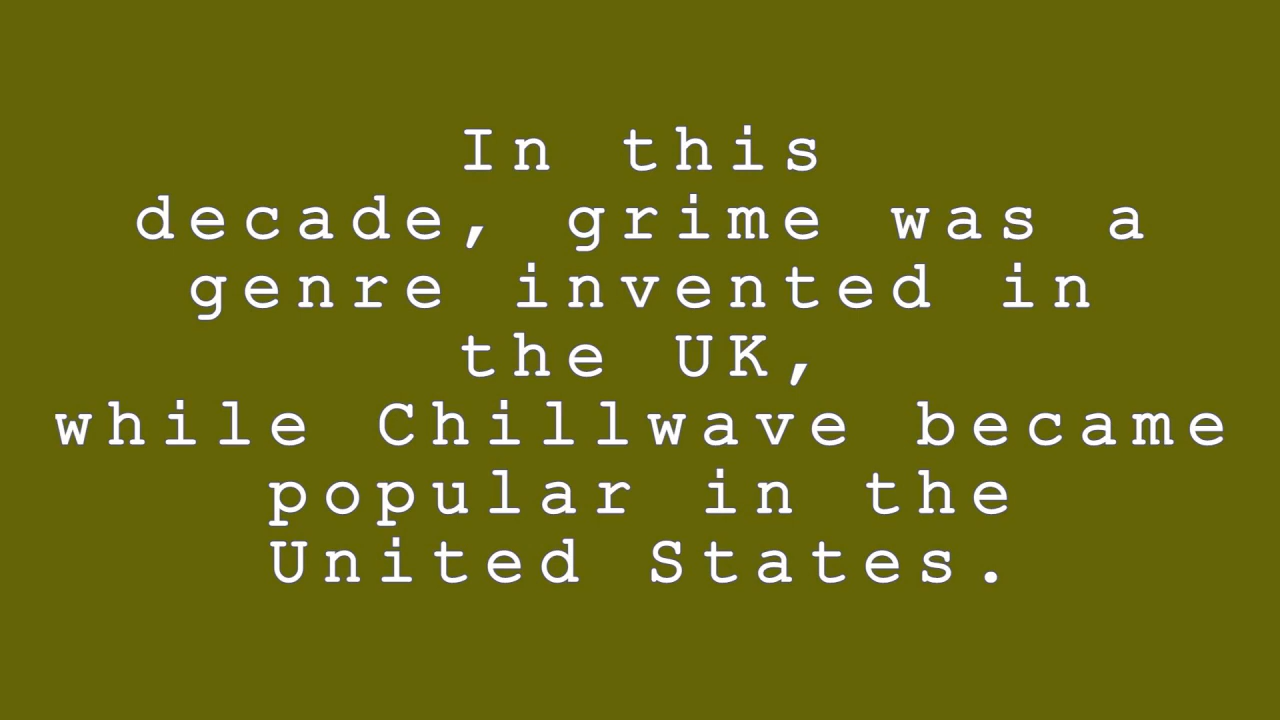 In this
decade, grime was a
genre invented in
the UK,
while Chillwave became
popular in the
United States.